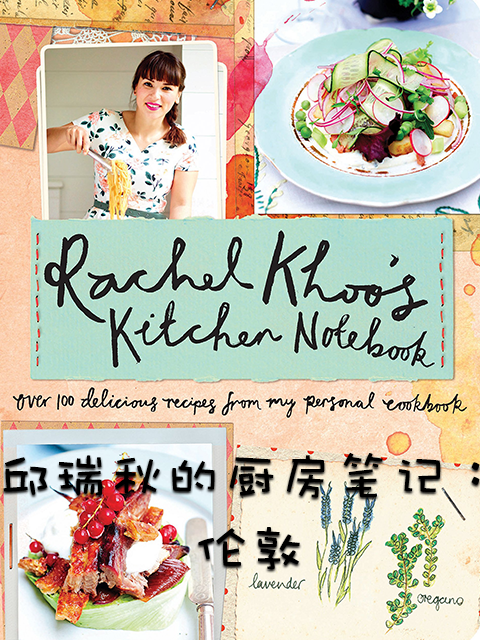 Rachel Khoo's
Kitchen Notebook
over 100 delicious recipes from my personal cookbook
邱瑞秋的厨房笔记：
伦敦
lavender
oregano